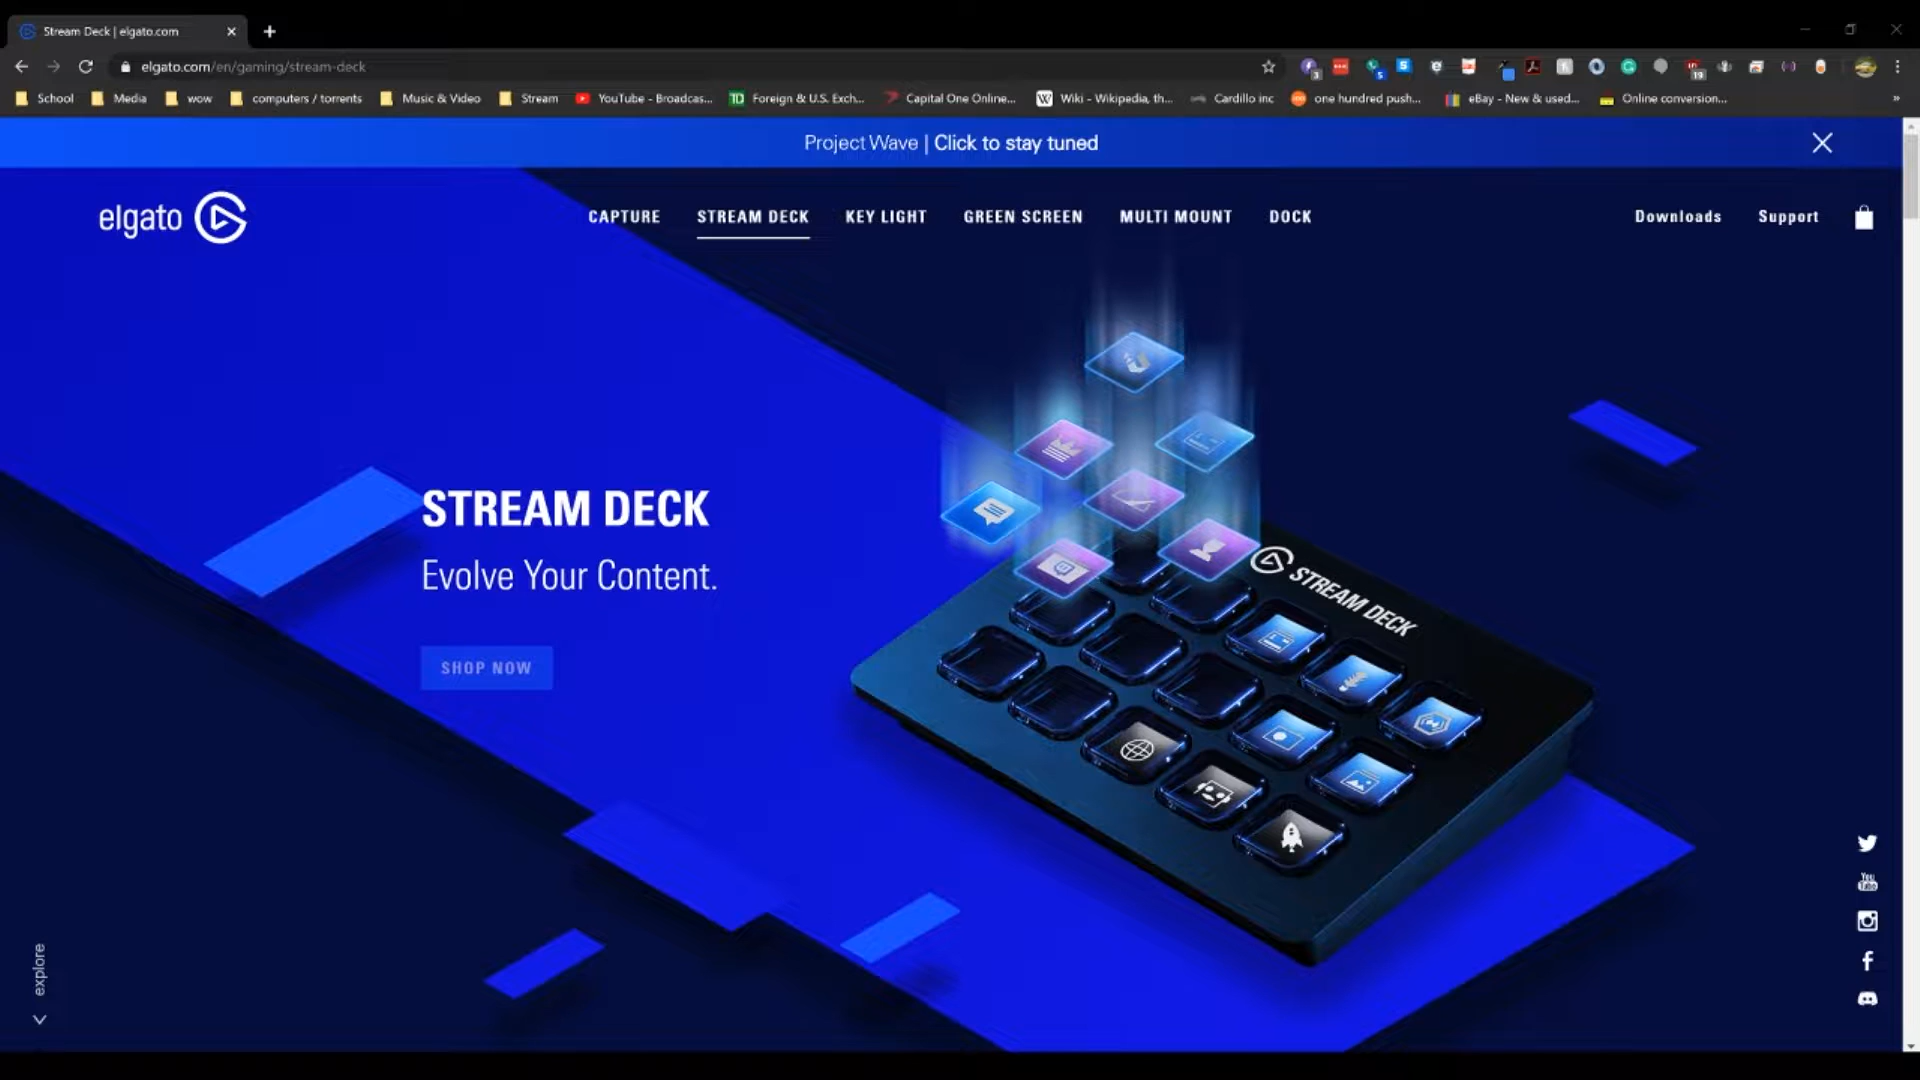 Stream Deck | elgato.com
elgato.com/en/gaming/stream-deck
School
Media
wow
computers / torrents
Music & Video
Stream
YouTube - Broadcas...
Foreign & U.S. Exch...
Capital One Online...
Wiki - Wikipedia, th...
Cardillo inc
one hundred push...
eBay - New & used...
Online conversion...
Project Wave | Click to stay tuned
elgato
CAPTURE
STREAM DECK
KEY LIGHT
GREEN SCREEN
MULTI MOUNT
DOCK
Downloads
Support
STREAM DECK
Evolve Your Content.
SHOP NOW
STREAM DECK
explore